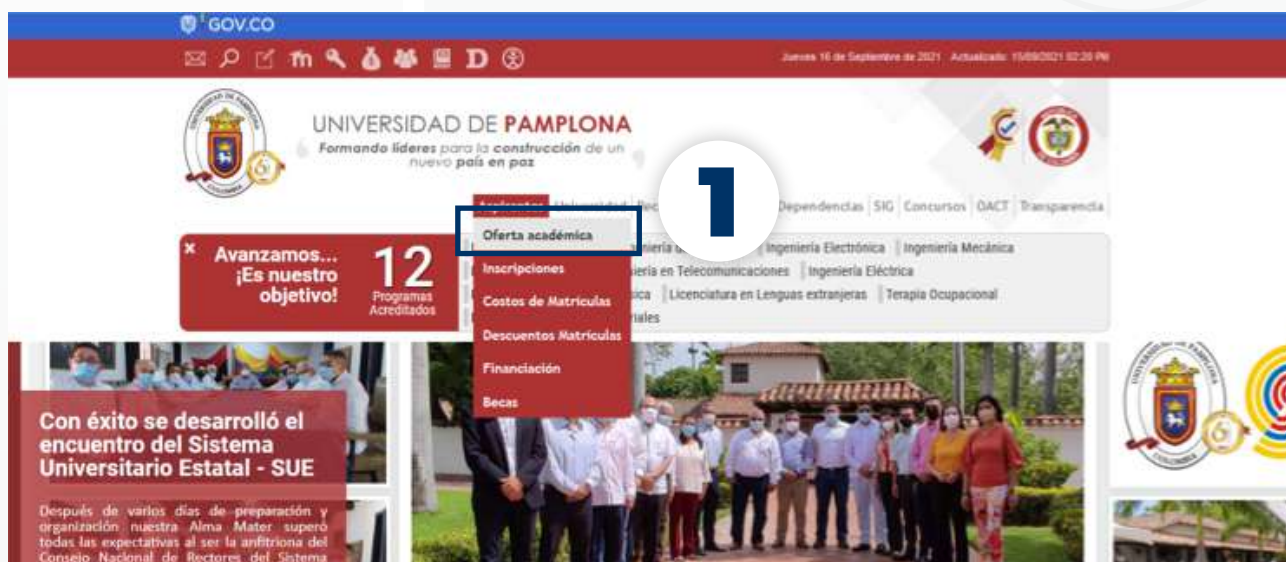 GOV.CO
D
Jueves 16 de Septiembre de 2021 Actualizado: 15/09/2021 02:20 PM
UNIVERSIDAD DE PAMPLONA
Formando líderes para la construcción de un
nuevo país en paz
1
Aspirantes Universidad Dependencias SIG Concursos OACT Transparencia
Oferta académica
Inscripciones
Costos de Matrículas
Descuentos Matrículas
Financiación
Becas
Avanzamos...
¡Es nuestro
objetivo!
12
Programas
Acreditados
Ingeniería Electrónica Ingeniería Mecánica
en Telecomunicaciones Ingeniería Eléctrica
Licenciatura en Lenguas extranjeras Terapia Ocupacional
Con éxito se desarrolló el
encuentro del Sistema
Universitario Estatal - SUE
Después de varios días de preparación y
organización nuestra Alma Mater superó
todas las expectativas al ser la anfitriona del
Consejo Nacional de Rectores del Sistema